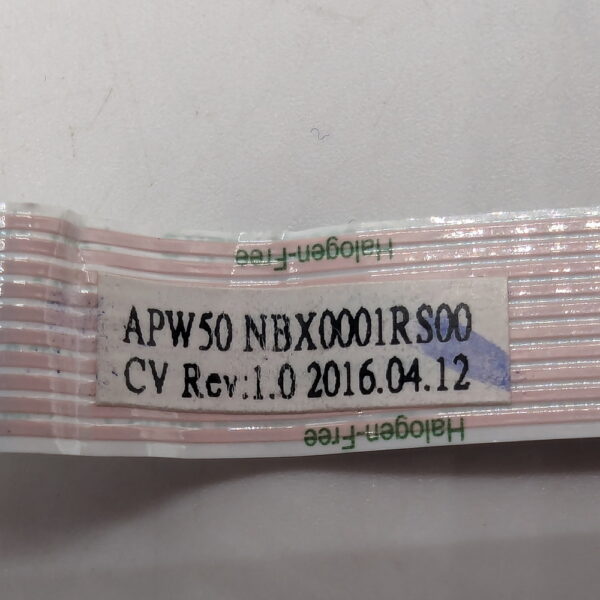 Halogen-Free
APW50 NBX0001RS00
CV Rev:1.0 2016.04.12
Halogen-Free